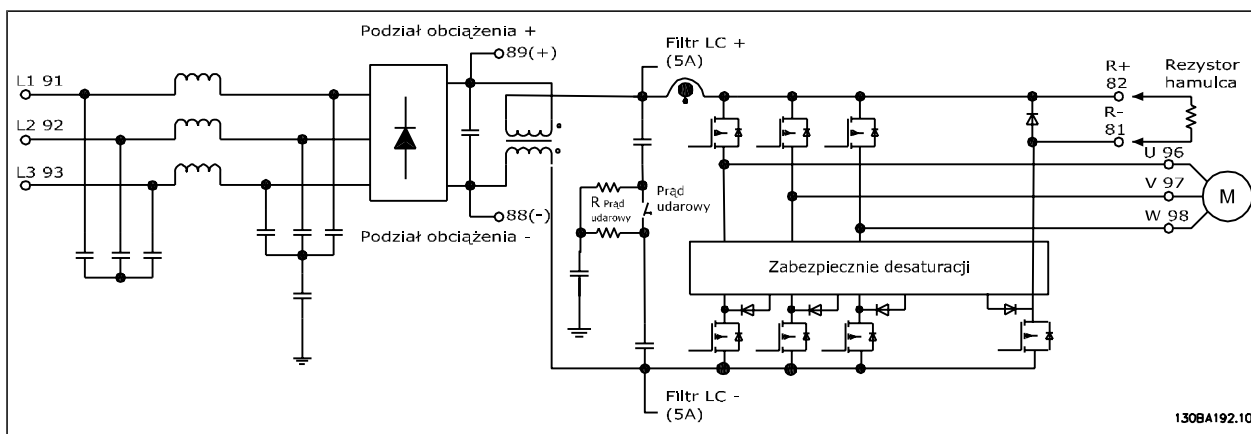 Podział obciążenia +
89(+)
Filtr LC +
(5A)
L1 91
L2 92
L3 93
R+
82
Rezystor
hamulca
R-
81
U 96
V 97
W 98
M
R Prąd
udarowy
Prąd
udarowy
88(-)
Podział obciążenia -
Zabezpiecznie desaturacji
Filtr LC -
(5A)
130BA192.10